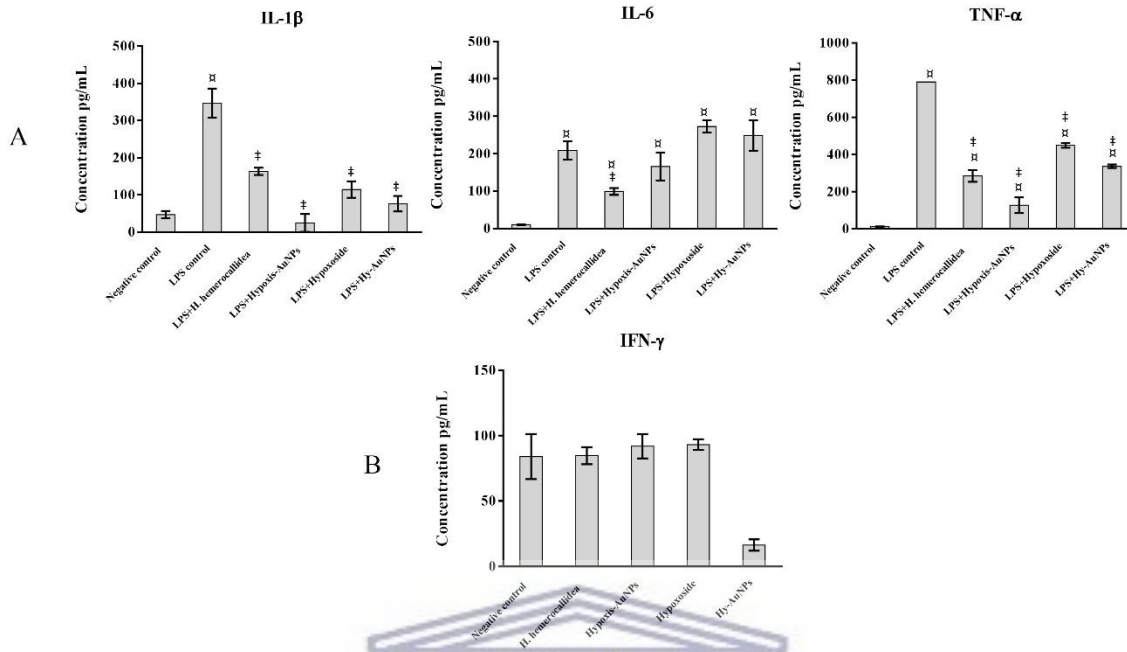 A
IL-1β
Concentration pg/mL
500
400
300
200
100
0
¤
‡
‡
‡
‡
Negative control
LPS control
LPS+H. hemerocallidea
LPS+Hypoxis-AuNPs
LPS+Hypoxoside
LPS+Hy-AuNPs
IL-6
Concentration pg/mL
500
400
300
200
100
0
¤
¤
‡
¤
¤
¤
Negative control
LPS control
LPS+H. hemerocallidea
LPS+Hypoxis-AuNPs
LPS+Hypoxoside
LPS+Hy-AuNPs
TNF-α
Concentration pg/mL
1000
800
600
400
200
0
¤
‡
¤
‡
¤
‡
¤
‡
¤
Negative control
LPS control
LPS+H. hemerocallidea
LPS+Hypoxis-AuNPs
LPS+Hypoxoside
LPS+Hy-AuNPs
B
IFN-γ
Concentration pg/mL
150
100
50
0
Negative control
H. hemerocallidea
Hypoxis-AuNPs
Hypoxoside
Hy-AuNPs